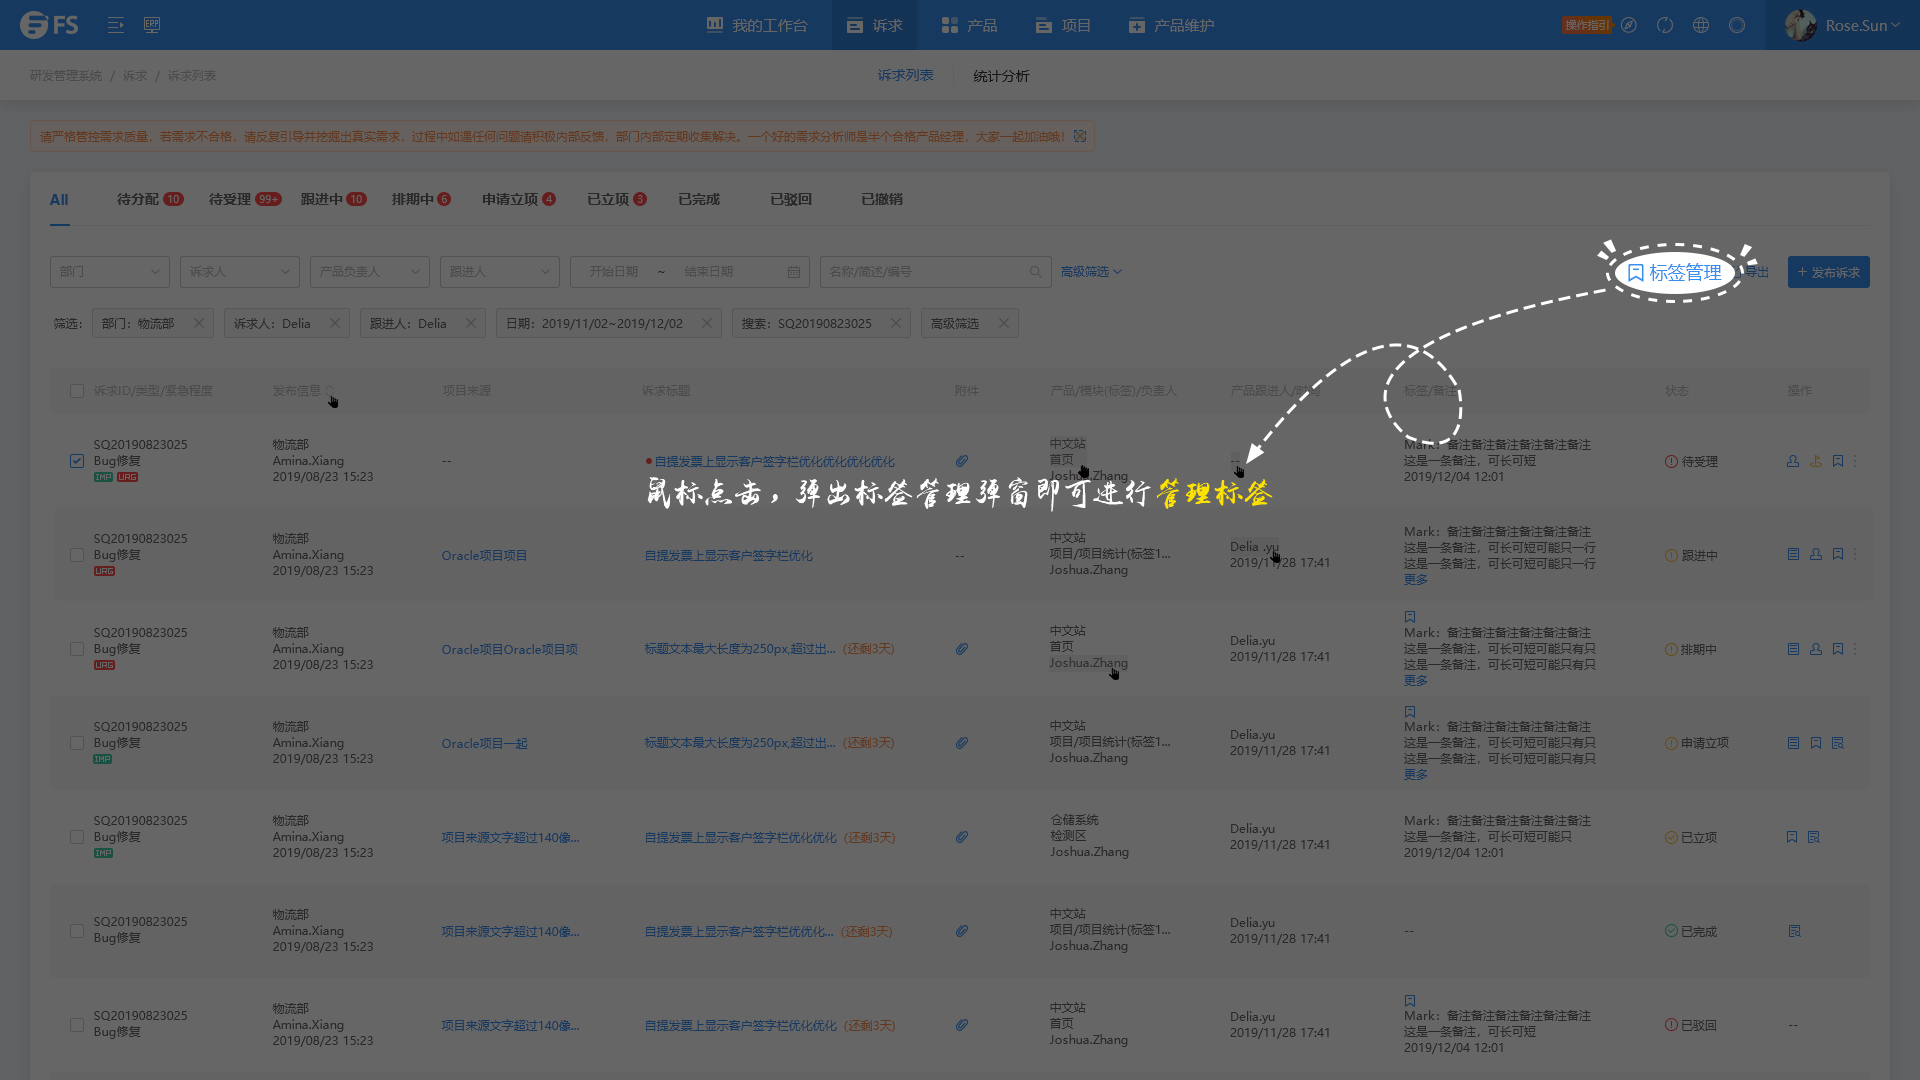 FS
ERP
我的工作台
诉求
产品
项目
产品维护
操作指引
Rose.Sun
研发管理系统 / 诉求 / 诉求列表
诉求列表
统计分析
请严格管控需求质量，若需求不合格，请反复引导并挖掘出真实需求，过程中如遇任何问题请积极内部反馈，部门内部定期收集解决。一个好的需求分析师是半个合格产品经理，大家一起加油哦！
All
待分配 10
待受理 99+
跟进中 10
排期中 6
申请立项 4
已立项 3
已完成
已驳回
已撤销
部门
诉求人
产品负责人
跟进人
开始日期 ~ 结束日期
名称/简述/编号
高级筛选
标签管理
导出
+ 发布诉求
筛选：
部门：物流部
诉求人：Delia
跟进人：Delia
日期：2019/11/02~2019/12/02
搜索：SQ20190823025
高级筛选
诉求ID/类型/紧急程度
发布信息
项目来源
诉求标题
附件
产品/模块(标签)/负责人
产品跟进人/时间
标签/备注
状态
操作
SQ20190823025
Bug修复
IMP URG
物流部
Amina.Xiang
2019/08/23 15:23
--
自提发票上显示客户签字栏优化优化优化优化
中文站
首页
Joshua.Zhang
--
Mark：备注备注备注备注备注备注
这是一条备注，可长可短
2019/12/04 12:01
待受理
鼠标点击，弹出标签管理弹窗即可进行管理标签
SQ20190823025
Bug修复
URG
物流部
Amina.Xiang
2019/08/23 15:23
Oracle项目项目
自提发票上显示客户签字栏优化
--
中文站
项目/项目统计(标签1...
Joshua.Zhang
Delia .yu
2019/11/28 17:41
Mark：备注备注备注备注备注备注
这是一条备注，可长可短可能只一行
这是一条备注，可长可短可能只一行
更多
跟进中
SQ20190823025
Bug修复
URG
物流部
Amina.Xiang
2019/08/23 15:23
Oracle项目Oracle项目项
标题文本最大长度为250px,超过出... (还剩3天)
中文站
首页
Joshua.Zhang
Delia.yu
2019/11/28 17:41
Mark：备注备注备注备注备注备注
这是一条备注，可长可短可能只有只
这是一条备注，可长可短可能只有只
更多
排期中
SQ20190823025
Bug修复
IMP
物流部
Amina.Xiang
2019/08/23 15:23
Oracle项目一起
标题文本最大长度为250px,超过出... (还剩3天)
中文站
项目/项目统计(标签1...
Joshua.Zhang
Delia.yu
2019/11/28 17:41
Mark：备注备注备注备注备注备注
这是一条备注，可长可短可能只有只
这是一条备注，可长可短可能只有只
更多
申请立项
SQ20190823025
Bug修复
IMP
物流部
Amina.Xiang
2019/08/23 15:23
项目来源文字超过140像...
自提发票上显示客户签字栏优化优化 (还剩3天)
仓储系统
检测区
Joshua.Zhang
Delia.yu
2019/11/28 17:41
Mark：备注备注备注备注备注备注
这是一条备注，可长可短可能只
2019/12/04 12:01
已立项
SQ20190823025
Bug修复
物流部
Amina.Xiang
2019/08/23 15:23
项目来源文字超过140像...
自提发票上显示客户签字栏优优化... (还剩3天)
中文站
项目/项目统计(标签1...
Joshua.Zhang
Delia.yu
2019/11/28 17:41
--
已完成
SQ20190823025
Bug修复
物流部
Amina.Xiang
2019/08/23 15:23
项目来源文字超过140像...
自提发票上显示客户签字栏优化优化 (还剩3天)
中文站
首页
Joshua.Zhang
Delia.yu
2019/11/28 17:41
Mark：备注备注备注备注备注备注
这是一条备注，可长可短
2019/12/04 12:01
已驳回
--